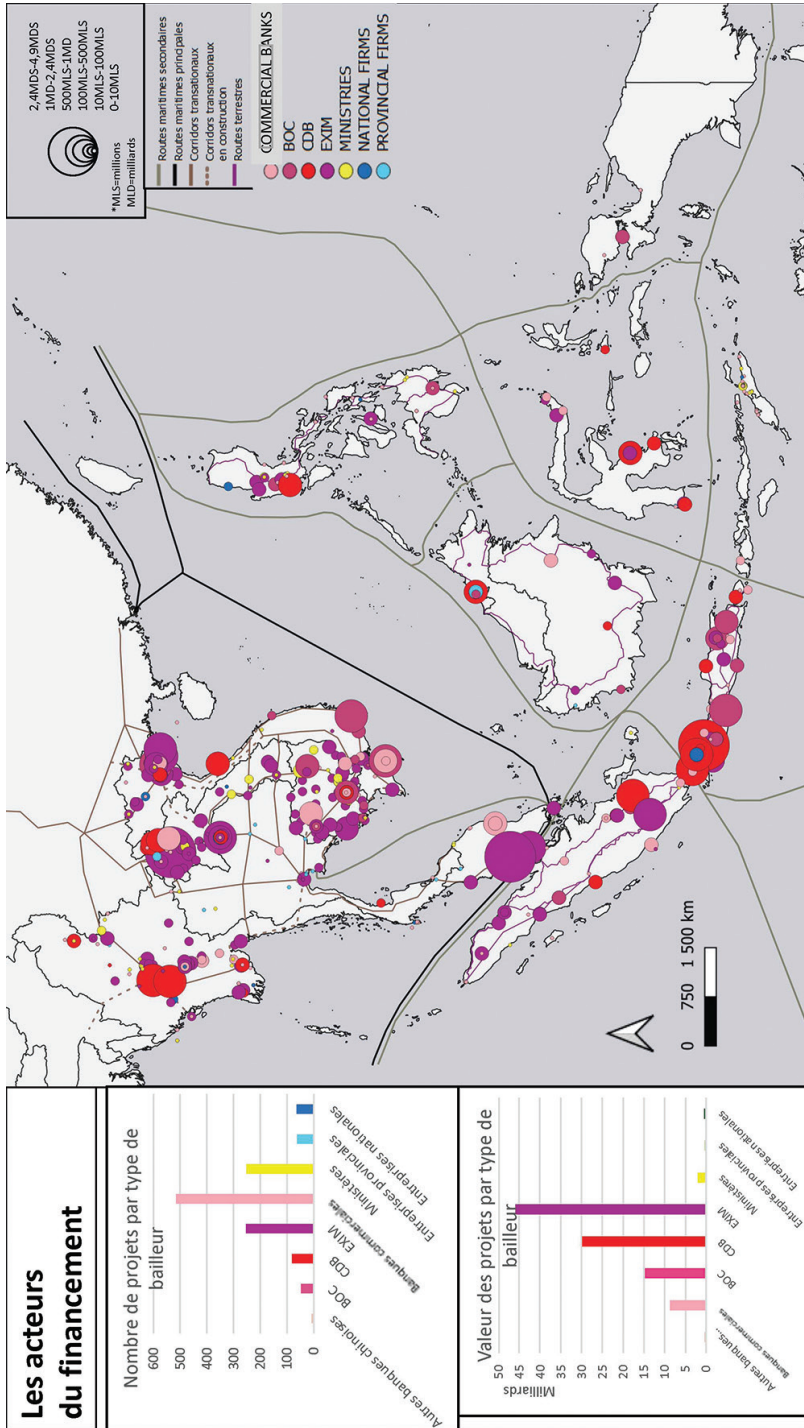 Les acteurs
du financement
Nombre de projets par type de
bailleur
600
500
400
300
200
100
0
Autres banques chinoises
BOC
CDB
EXIM
Banques commerciales
Ministères
Entreprises provinciales
Entreprises nationales
Valeur des projets par type de
bailleur
50
45
40
35
30
25
20
15
10
5
0
Milliards
Autres banques...
Banques commerciales
BOC
CDB
EXIM
Ministères
Entreprises provinciales
Entreprises nationales
0 750 1 500 km
2,4MDS-4,9MDS
1MD-2,4MDS
500MLS-1MD
100MLS-500MLS
10MLS-100MLS
0-10MLS
*MLS=millions
MLD=milliards
Routes maritimes secondaires
Routes maritimes principales
Corridors transationaux
Corridors transnationaux
en construction
Routes terrestres
COMMERCIAL BANKS
BOC
CDB
EXIM
MINISTRIES
NATIONAL FIRMS
PROVINCIAL FIRMS